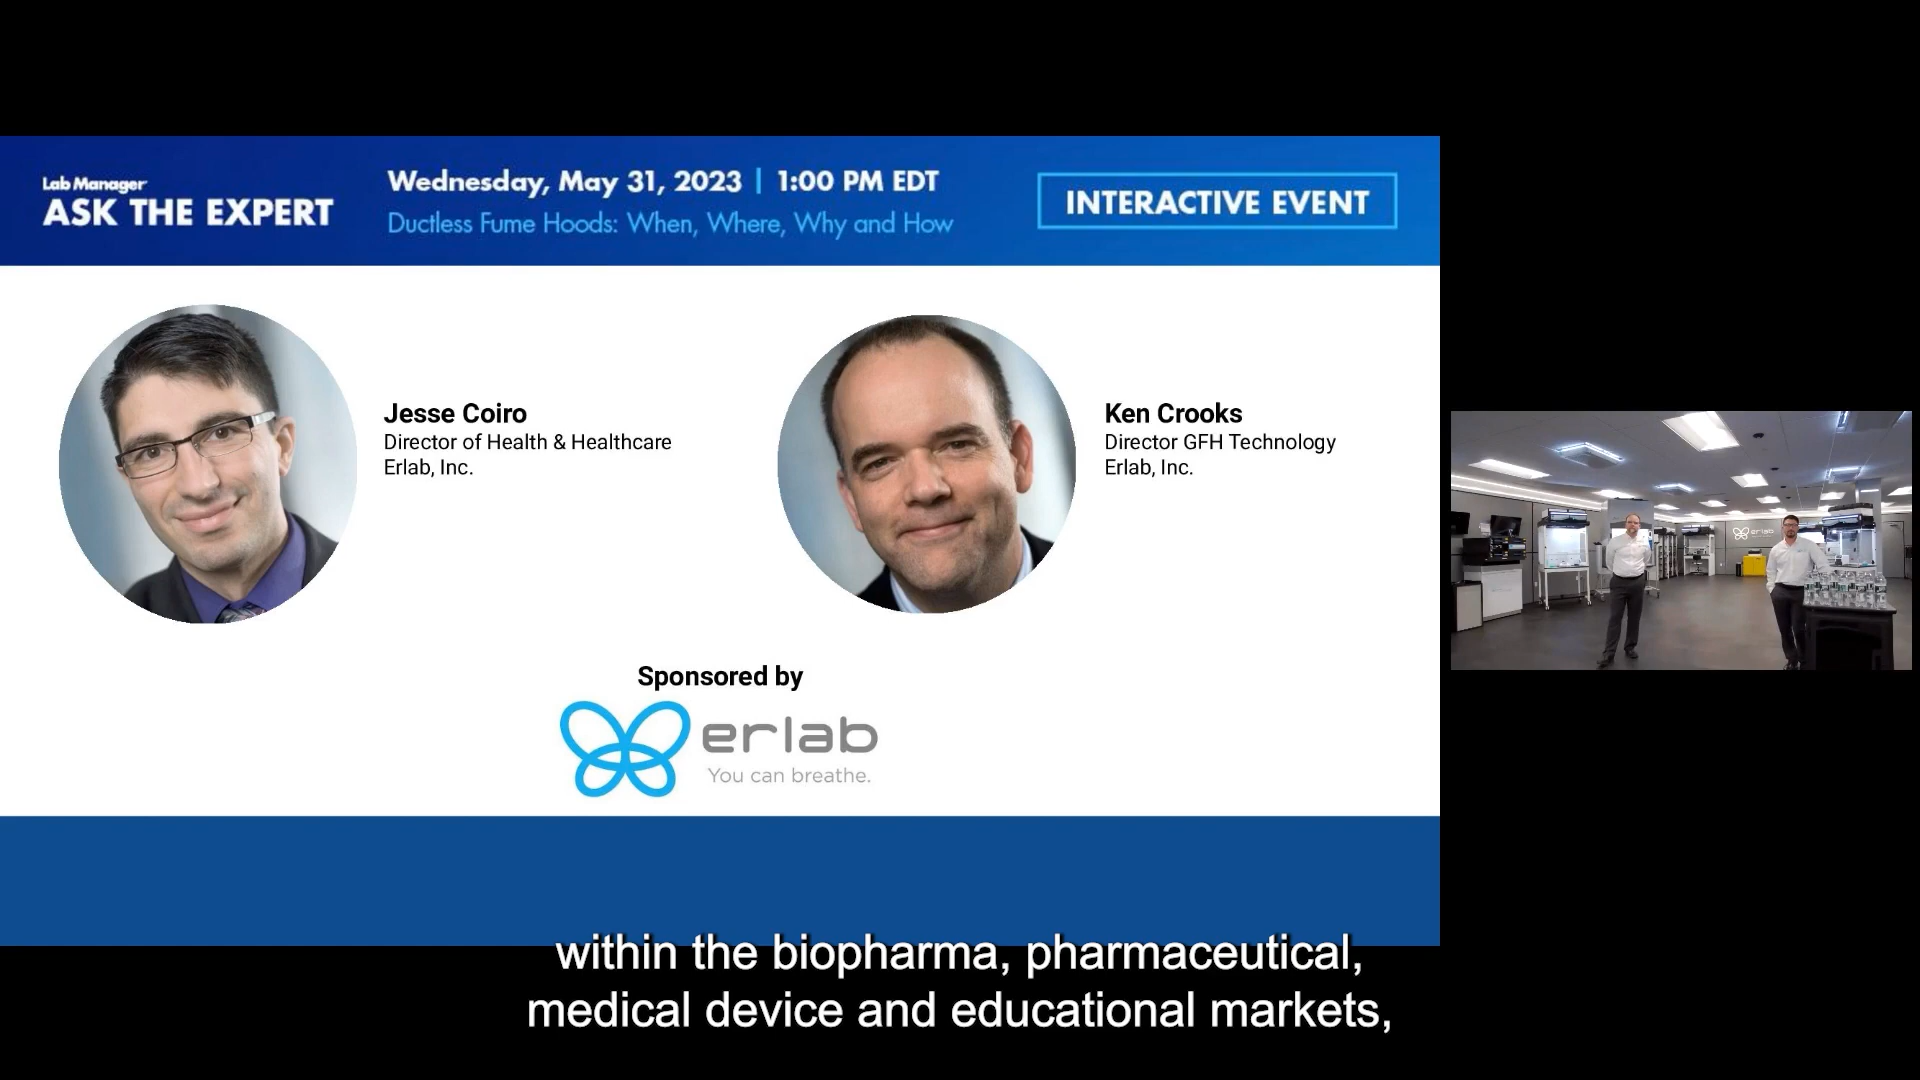 Lab Manager
ASK THE EXPERT
Wednesday, May 31, 2023 | 1:00 PM EDT
Ductless Fume Hoods: When, Where, Why and How
INTERACTIVE EVENT
Jesse Coiro
Director of Health & Healthcare
Erlab, Inc.
Ken Crooks
Director GFH Technology
Erlab, Inc.
Sponsored by
erlab
You can breathe.
erlab
within the biopharma, pharmaceutical,
medical device and educational markets,